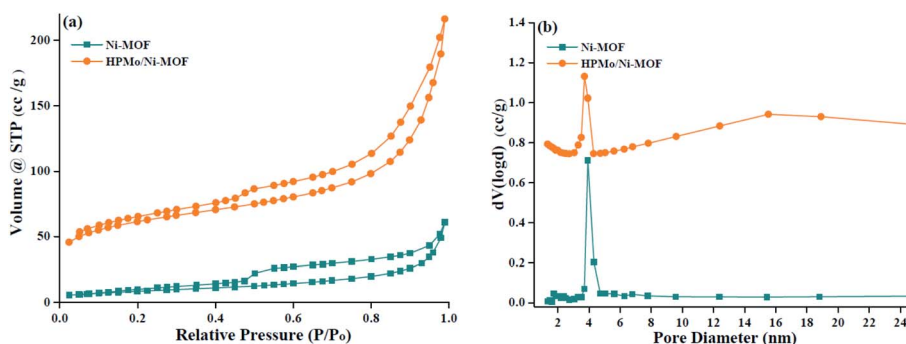 (a)
Ni-MOF
HPMo/Ni-MOF
Volume @ STP (cc /g)
200
150
100
50
0
0.0 0.2 0.4 0.6 0.8 1.0
Relative Pressure (P/Po)
(b)
Ni-MOF
HPMo/Ni-MOF
dV(logd) (cc/g)
1.4
1.2
1.0
0.8
0.6
0.4
0.2
0.0
2 4 6 8 10 12 14 16 18 20 22 24
Pore Diameter (nm)